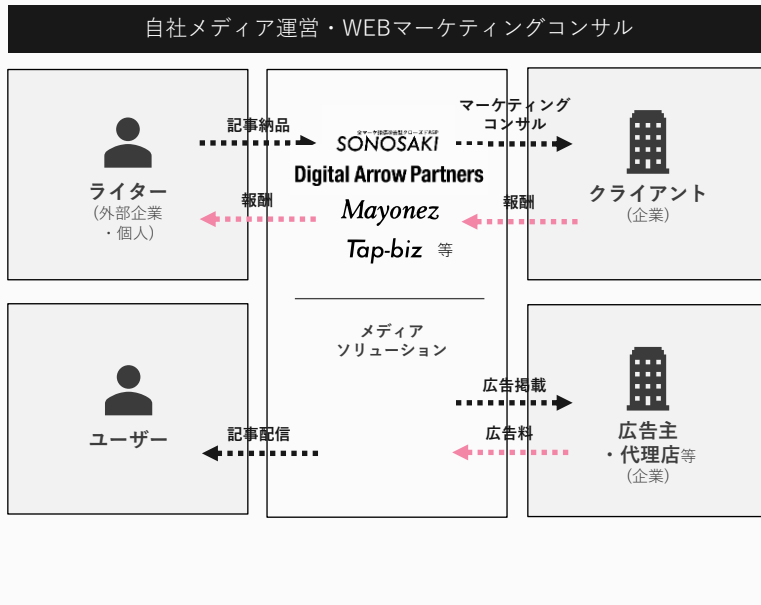 自社メディア運営・WEBマーケティングコンサル
ライター
(外部企業
・個人)
記事納品
報酬
SONOSAKI
Digital Arrow Partners
Mayonez
Tap-biz 等
マーケティング
コンサル
報酬
クライアント
(企業)
メディア
ソリューション
ユーザー
記事配信
広告掲載
広告料
広告主
・代理店等
(企業)